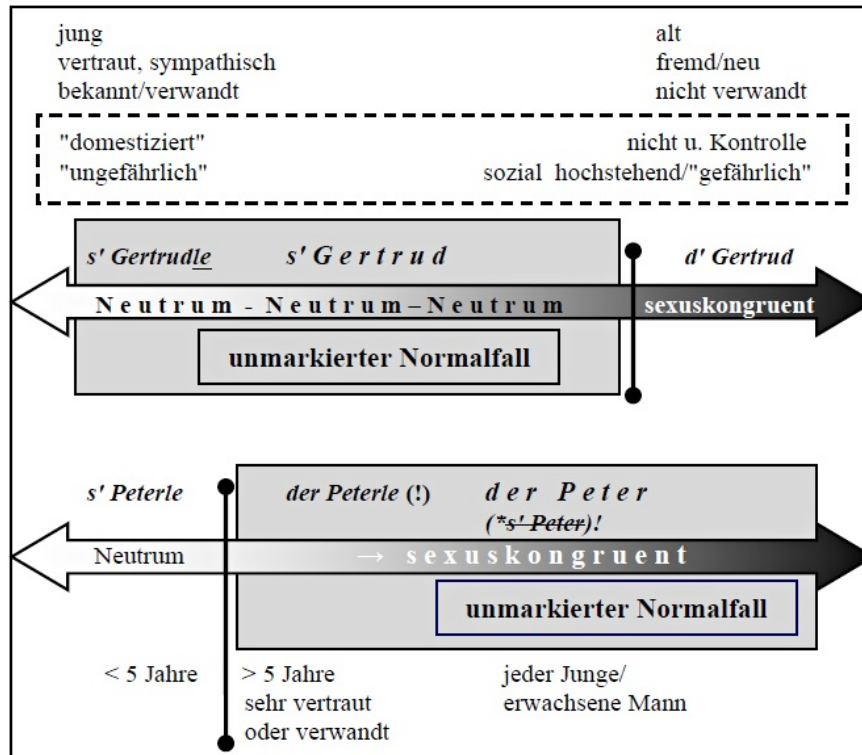 jung alt
vertraut, sympathisch fremd/neu
bekannt/verwandt nicht verwandt
"domestiziert" nicht u. Kontrolle
"ungefährlich" sozial hochstehend/"gefährlich"
s' Gertrudle s' G e r t r u d d' Gertrud
N e u t r u m - N e u t r u m – N e u t r u m sexuskongruent
unmarkierter Normalfall
s' Peterle der Peterle (!) d e r P e t e r
(*s' Peter)!
Neutrum → s e x u s k o n g r u e n t
unmarkierter Normalfall
< 5 Jahre > 5 Jahre jeder Junge/
sehr vertraut erwachsene Mann
oder verwandt